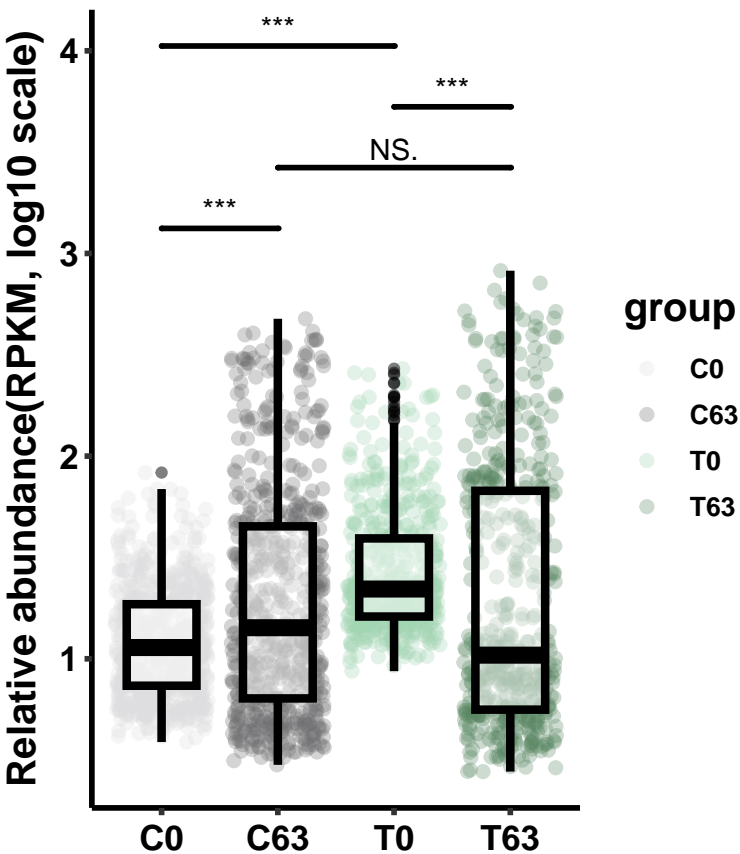 Relative abundance(RPKM, log10 scale)
4
3
2
1
***
***
NS.
***
C0 C63 T0 T63
group
C0
C63
T0
T63